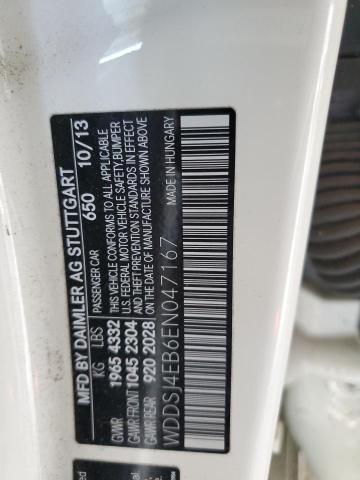 MFD BY DAIMLER AG STUTTGART
PASSENGER CAR 650 10/13
KG LBS
GVWR 1965 4332
GAWR FRONT 1045 2304
GAWR REAR 920 2028
THIS VEHICLE CONFORMS TO ALL APPLICABLE
U.S. FEDERAL MOTOR VEHICLE SAFETY, BUMPER
AND THEFT PREVENTION STANDARDS IN EFFECT
ON THE DATE OF MANUFACTURE SHOWN ABOVE
WDDSJ4EB6EN047167
MADE IN HUNGARY